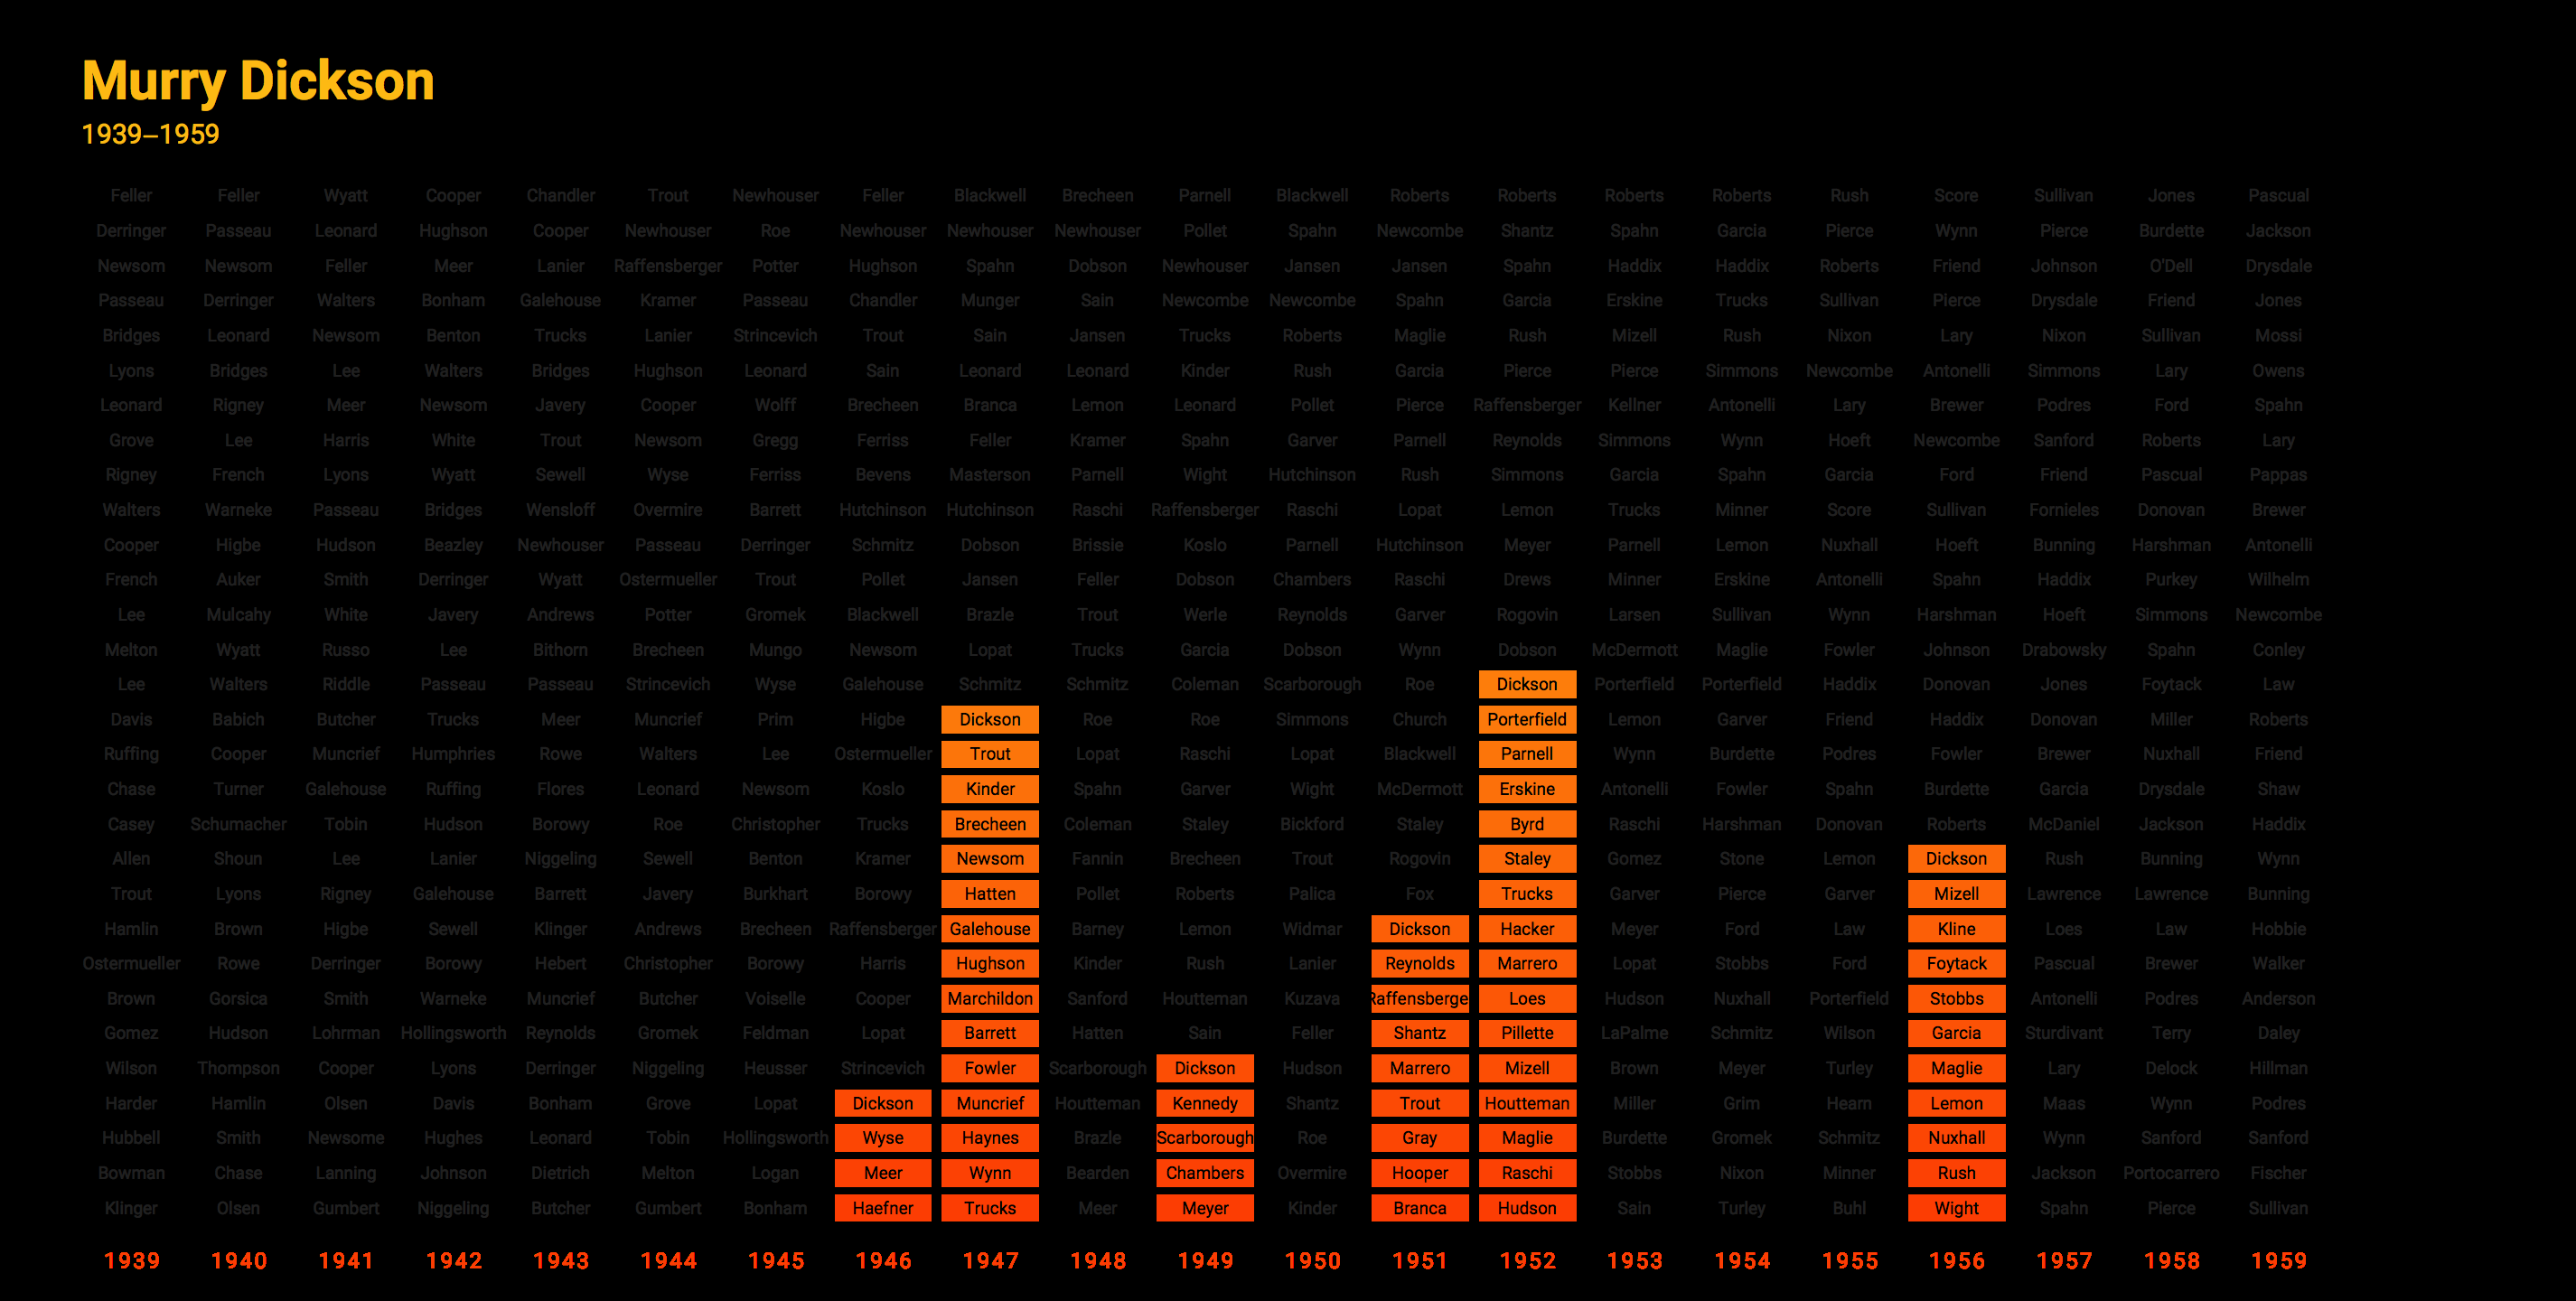 Murry Dickson
1939–1959
Feller Feller Wyatt Cooper Chandler Trout Newhouser Feller Blackwell Brecheen Parnell Blackwell Roberts Roberts Roberts Roberts Rush Score Sullivan Jones Pascual
Derringer Passeau Leonard Hughson Cooper Newhouser Roe Newhouser Newhouser Newhouser Pollet Spahn Newcombe Shantz Spahn Garcia Pierce Wynn Pierce Burdette Jackson
Newsom Newsom Feller Meer Lanier Raffensberger Potter Hughson Spahn Dobson Newhouser Jansen Jansen Spahn Haddix Haddix Roberts Friend Johnson O'Dell Drysdale
Passeau Derringer Walters Bonham Galehouse Kramer Passeau Chandler Munger Sain Newcombe Newcombe Spahn Garcia Erskine Trucks Sullivan Pierce Drysdale Friend Jones
Bridges Leonard Newsom Benton Trucks Lanier Strincevich Trout Sain Jansen Trucks Roberts Maglie Rush Mizell Rush Nixon Lary Nixon Sullivan Mossi
Lyons Bridges Lee Walters Bridges Hughson Leonard Sain Leonard Leonard Kinder Rush Garcia Pierce Pierce Simmons Newcombe Antonelli Simmons Lary Owens
Leonard Rigney Meer Newsom Javery Cooper Wolff Brecheen Branca Lemon Leonard Pollet Pierce Raffensberger Kellner Antonelli Lary Brewer Podres Ford Spahn
Grove Lee Harris White Trout Newsom Gregg Ferriss Feller Kramer Spahn Garver Parnell Reynolds Simmons Wynn Hoeft Newcombe Sanford Roberts Lary
Rigney French Lyons Wyatt Sewell Wyse Ferriss Bevens Masterson Parnell Wight Hutchinson Rush Simmons Garcia Spahn Garcia Ford Friend Pascual Pappas
Walters Warneke Passeau Bridges Wensloff Overmire Barrett Hutchinson Hutchinson Raschi Raffensberger Raschi Lopat Lemon Trucks Minner Score Sullivan Fornieles Donovan Brewer
Cooper Higbe Hudson Beazley Newhouser Passeau Derringer Schmitz Dobson Brissie Koslo Parnell Hutchinson Meyer Parnell Lemon Nuxhall Hoeft Bunning Harshman Antonelli
French Auker Smith Derringer Wyatt Ostermueller Trout Pollet Jansen Feller Dobson Chambers Raschi Drews Minner Erskine Antonelli Spahn Haddix Purkey Wilhelm
Lee Mulcahy White Javery Andrews Potter Gromek Blackwell Brazle Trout Werle Reynolds Garver Rogovin Larsen Sullivan Wynn Harshman Hoeft Simmons Newcombe
Melton Wyatt Russo Lee Bithorn Brecheen Mungo Newsom Lopat Trucks Garcia Dobson Wynn Dobson McDermott Maglie Fowler Johnson Drabowsky Spahn Conley
Lee Walters Riddle Passeau Passeau Strincevich Wyse Galehouse Schmitz Schmitz Coleman Scarborough Roe Dickson Porterfield Porterfield Haddix Donovan Jones Foytack Law
Davis Babich Butcher Trucks Meer Muncrief Prim Higbe Dickson Roe Roe Simmons Church Porterfield Lemon Garver Friend Haddix Donovan Miller Roberts
Ruffing Cooper Muncrief Humphries Rowe Walters Lee Ostermueller Trout Lopat Raschi Lopat Blackwell Parnell Wynn Burdette Podres Fowler Brewer Nuxhall Friend
Chase Turner Galehouse Ruffing Flores Leonard Newsom Koslo Kinder Spahn Garver Wight McDermott Erskine Antonelli Fowler Spahn Burdette Garcia Drysdale Shaw
Casey Schumacher Tobin Hudson Borowy Roe Christopher Trucks Brecheen Coleman Staley Bickford Staley Byrd Raschi Harshman Donovan Roberts McDaniel Jackson Haddix
Allen Shoun Lee Lanier Niggeling Sewell Benton Kramer Newsom Fannin Brecheen Trout Rogovin Staley Gomez Stone Lemon Dickson Rush Bunning Wynn
Trout Lyons Rigney Galehouse Barrett Javery Burkhart Borowy Hatten Pollet Roberts Palica Fox Trucks Garver Pierce Garver Mizell Lawrence Lawrence Bunning
Hamlin Brown Higbe Sewell Klinger Andrews Brecheen Raffensberger Galehouse Barney Lemon Widmar Dickson Hacker Meyer Ford Law Kline Loes Law Hobbie
Ostermueller Rowe Derringer Borowy Hebert Christopher Borowy Harris Hughson Kinder Rush Lanier Reynolds Marrero Lopat Stobbs Ford Foytack Pascual Brewer Walker
Brown Gorsica Smith Warneke Muncrief Butcher Voiselle Cooper Marchildon Sanford Houtteman Kuzava Raffensberge Loes Hudson Nuxhall Porterfield Stobbs Antonelli Podres Anderson
Gomez Hudson Lohrman Hollingsworth Reynolds Gromek Feldman Lopat Barrett Hatten Sain Feller Shantz Pillette LaPalme Schmitz Wilson Garcia Sturdivant Terry Daley
Wilson Thompson Cooper Lyons Derringer Niggeling Heusser Strincevich Fowler Scarborough Dickson Hudson Marrero Mizell Brown Meyer Turley Maglie Lary Delock Hillman
Harder Hamlin Olsen Davis Bonham Grove Lopat Dickson Muncrief Houtteman Kennedy Shantz Trout Houtteman Miller Grim Hearn Lemon Maas Wynn Podres
Hubbell Smith Newsome Hughes Leonard Tobin Hollingsworth Wyse Haynes Brazle Scarborough Roe Gray Maglie Burdette Gromek Schmitz Nuxhall Wynn Sanford Sanford
Bowman Chase Lanning Johnson Dietrich Melton Logan Meer Wynn Bearden Chambers Overmire Hooper Raschi Stobbs Nixon Minner Rush Jackson Portocarrero Fischer
Klinger Olsen Gumbert Niggeling Butcher Gumbert Bonham Haefner Trucks Meer Meyer Kinder Branca Hudson Sain Turley Buhl Wight Spahn Pierce Sullivan
1939 1940 1941 1942 1943 1944 1945 1946 1947 1948 1949 1950 1951 1952 1953 1954 1955 1956 1957 1958 1959